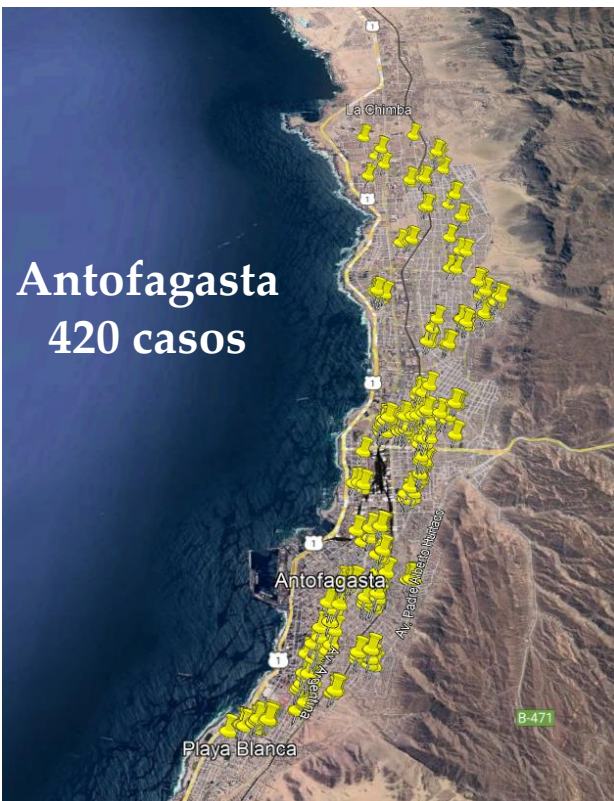 1
La Chimba
1
Antofagasta
420 casos
1
1
Antofagasta
Av. Padre Alberto Hurtado
1
Av. Argentina
B-471
Playa Blanca